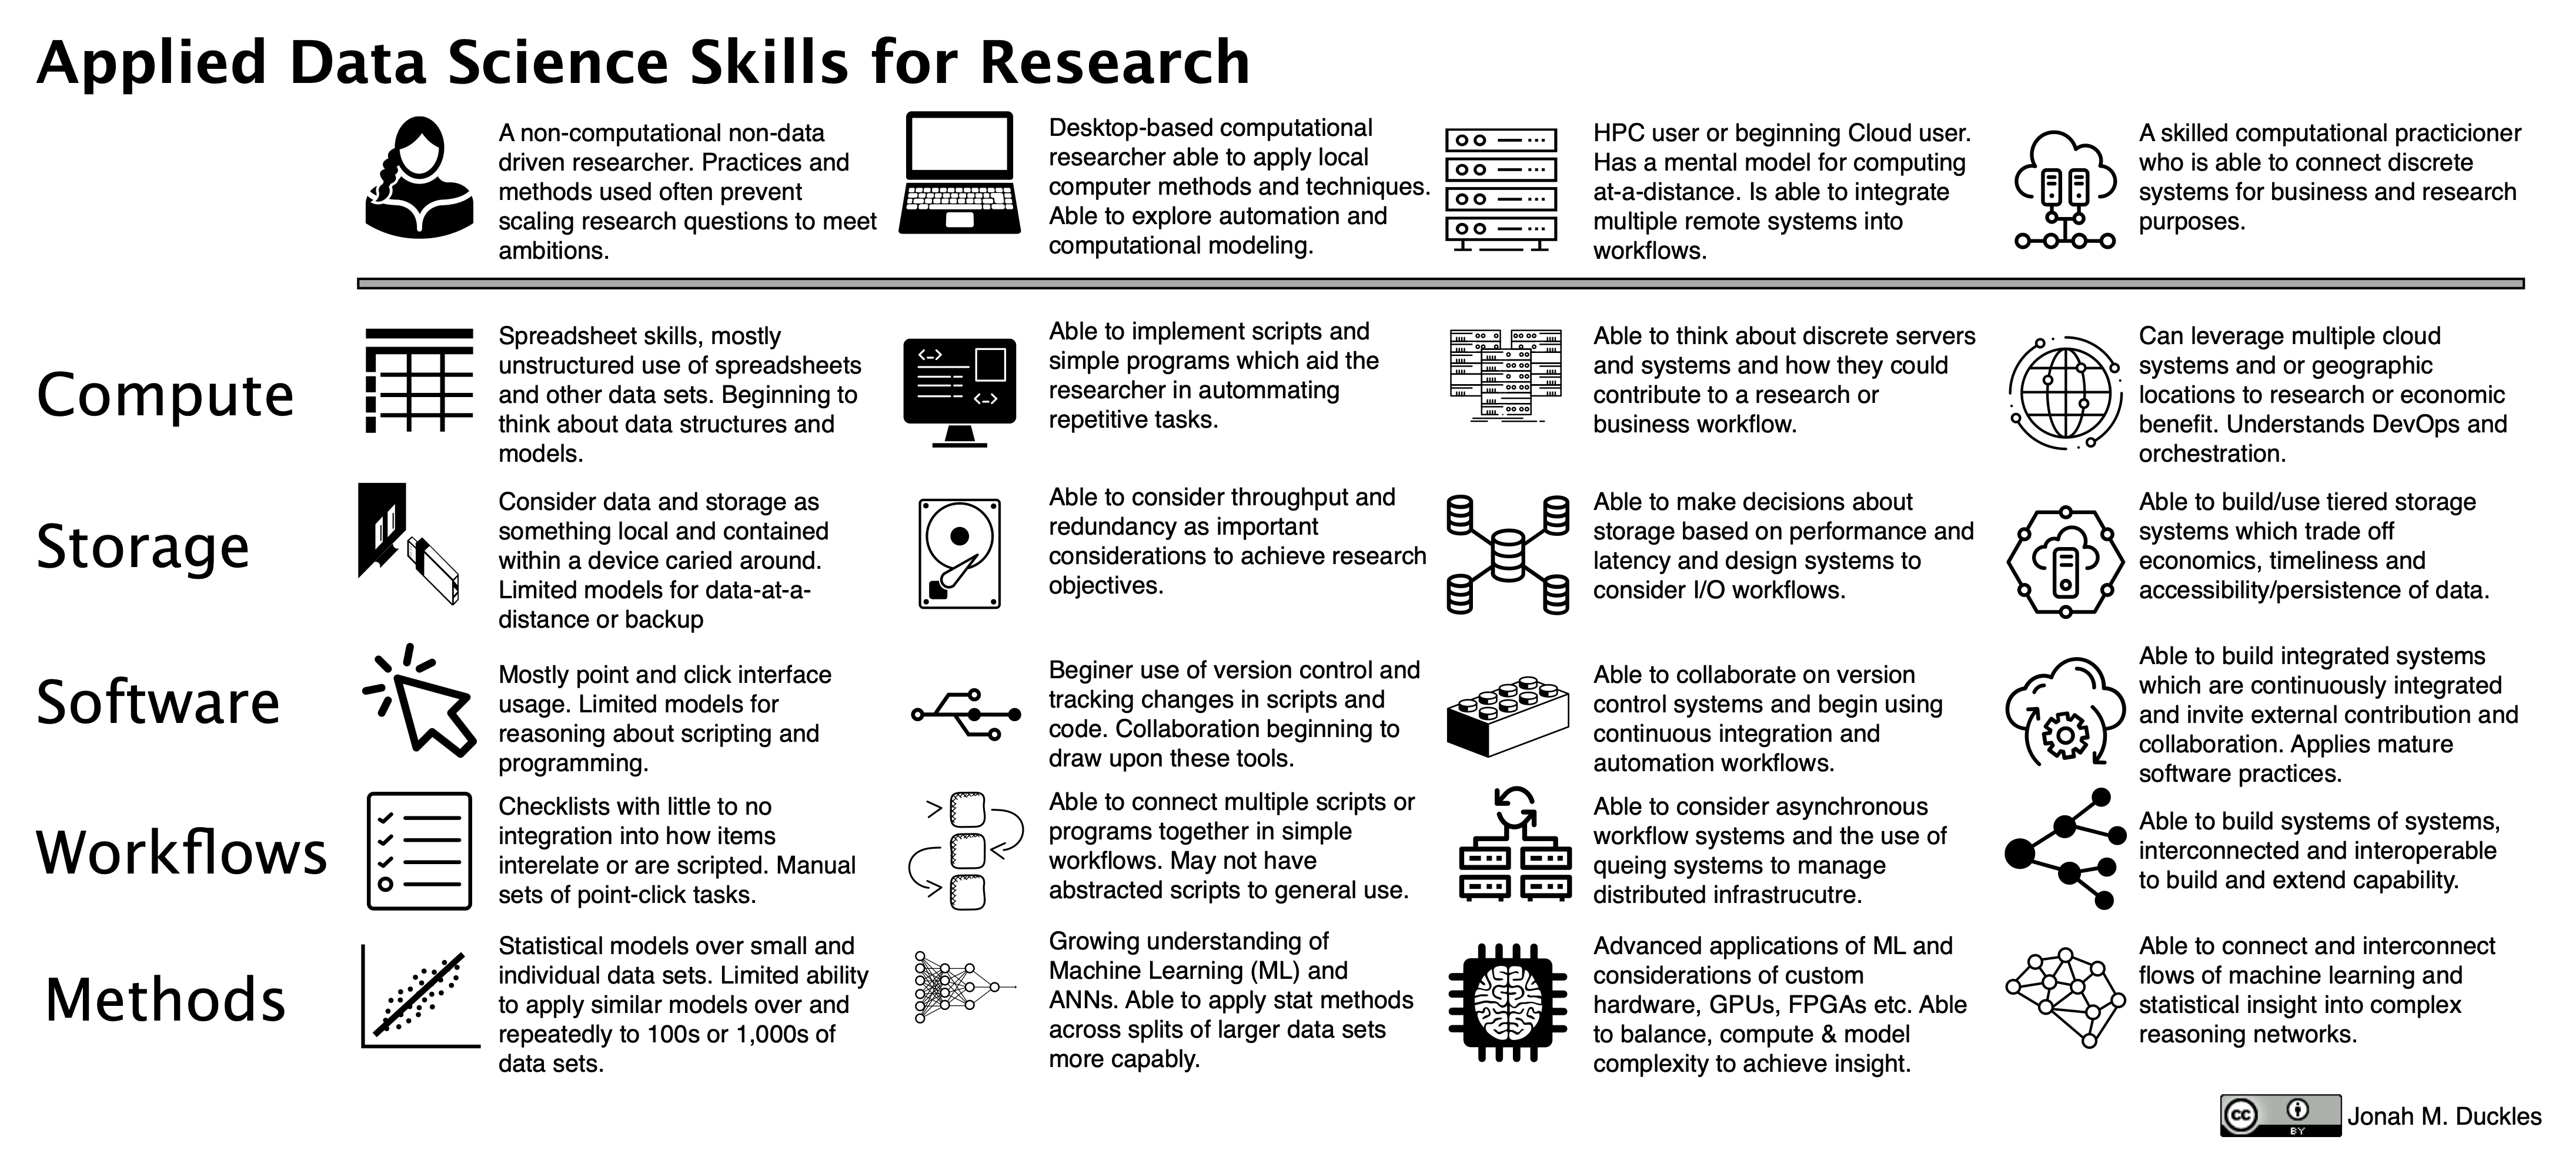 Applied Data Science Skills for Research
A non-computational non-data
driven researcher. Practices and
methods used often prevent
scaling research questions to meet
ambitions.
Desktop-based computational
researcher able to apply local
computer methods and techniques.
Able to explore automation and
computational modeling.
HPC user or beginning Cloud user.
Has a mental model for computing
at-a-distance. Is able to integrate
multiple remote systems into
workflows.
A skilled computational practicioner
who is able to connect discrete
systems for business and research
purposes.
Compute
Spreadsheet skills, mostly
unstructured use of spreadsheets
and other data sets. Beginning to
think about data structures and
models.
Able to implement scripts and
simple programs which aid the
researcher in autommating
repetitive tasks.
Able to think about discrete servers
and systems and how they could
contribute to a research or
business workflow.
Can leverage multiple cloud
systems and or geographic
locations to research or economic
benefit. Understands DevOps and
orchestration.
Storage
Consider data and storage as
something local and contained
within a device caried around.
Limited models for data-at-a-
distance or backup
Able to consider throughput and
redundancy as important
considerations to achieve research
objectives.
Able to make decisions about
storage based on performance and
latency and design systems to
consider I/O workflows.
Able to build/use tiered storage
systems which trade off
economics, timeliness and
accessibility/persistence of data.
Software
Mostly point and click interface
usage. Limited models for
reasoning about scripting and
programming.
Beginer use of version control and
tracking changes in scripts and
code. Collaboration beginning to
draw upon these tools.
Able to collaborate on version
control systems and begin using
continuous integration and
automation workflows.
Able to build integrated systems
which are continuously integrated
and invite external contribution and
collaboration. Applies mature
software practices.
Workflows
Checklists with little to no
integration into how items
interelate or are scripted. Manual
sets of point-click tasks.
Able to connect multiple scripts or
programs together in simple
workflows. May not have
abstracted scripts to general use.
Able to consider asynchronous
workflow systems and the use of
queing systems to manage
distributed infrastrucutre.
Able to build systems of systems,
interconnected and interoperable
to build and extend capability.
Methods
Statistical models over small and
individual data sets. Limited ability
to apply similar models over and
repeatedly to 100s or 1,000s of
data sets.
Growing understanding of
Machine Learning (ML) and
ANNs. Able to apply stat methods
across splits of larger data sets
more capably.
Advanced applications of ML and
considerations of custom
hardware, GPUs, FPGAs etc. Able
to balance, compute & model
complexity to achieve insight.
Able to connect and interconnect
flows of machine learning and
statistical insight into complex
reasoning networks.
cc
BY
Jonah M. Duckles